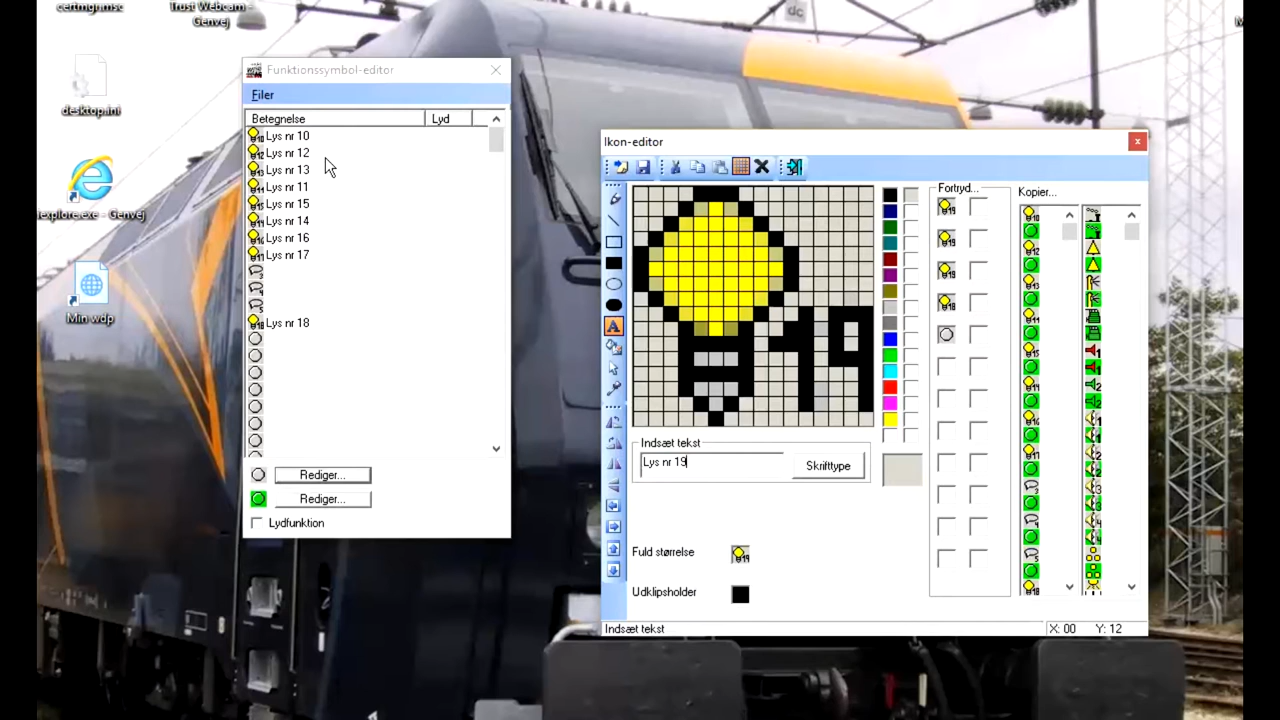 certmgr.msc
Trust Webcam -
Genvej
dc
desktop.ini
iexplore.exe - Genvej
Min wdp
Funktionssymbol-editor
Filer
Betegnelse Lyd
Lys nr 10
Lys nr 12
Lys nr 13
Lys nr 11
Lys nr 15
Lys nr 14
Lys nr 16
Lys nr 17
Lys nr 18
Rediger...
Rediger...
Lydfunktion
Ikon-editor
19
Fortryd...
Kopier...
Indsæt tekst
Lys nr 19
Skrifttype
Fuld størrelse
Udklipsholder
Indsæt tekst
X: 00 Y: 12